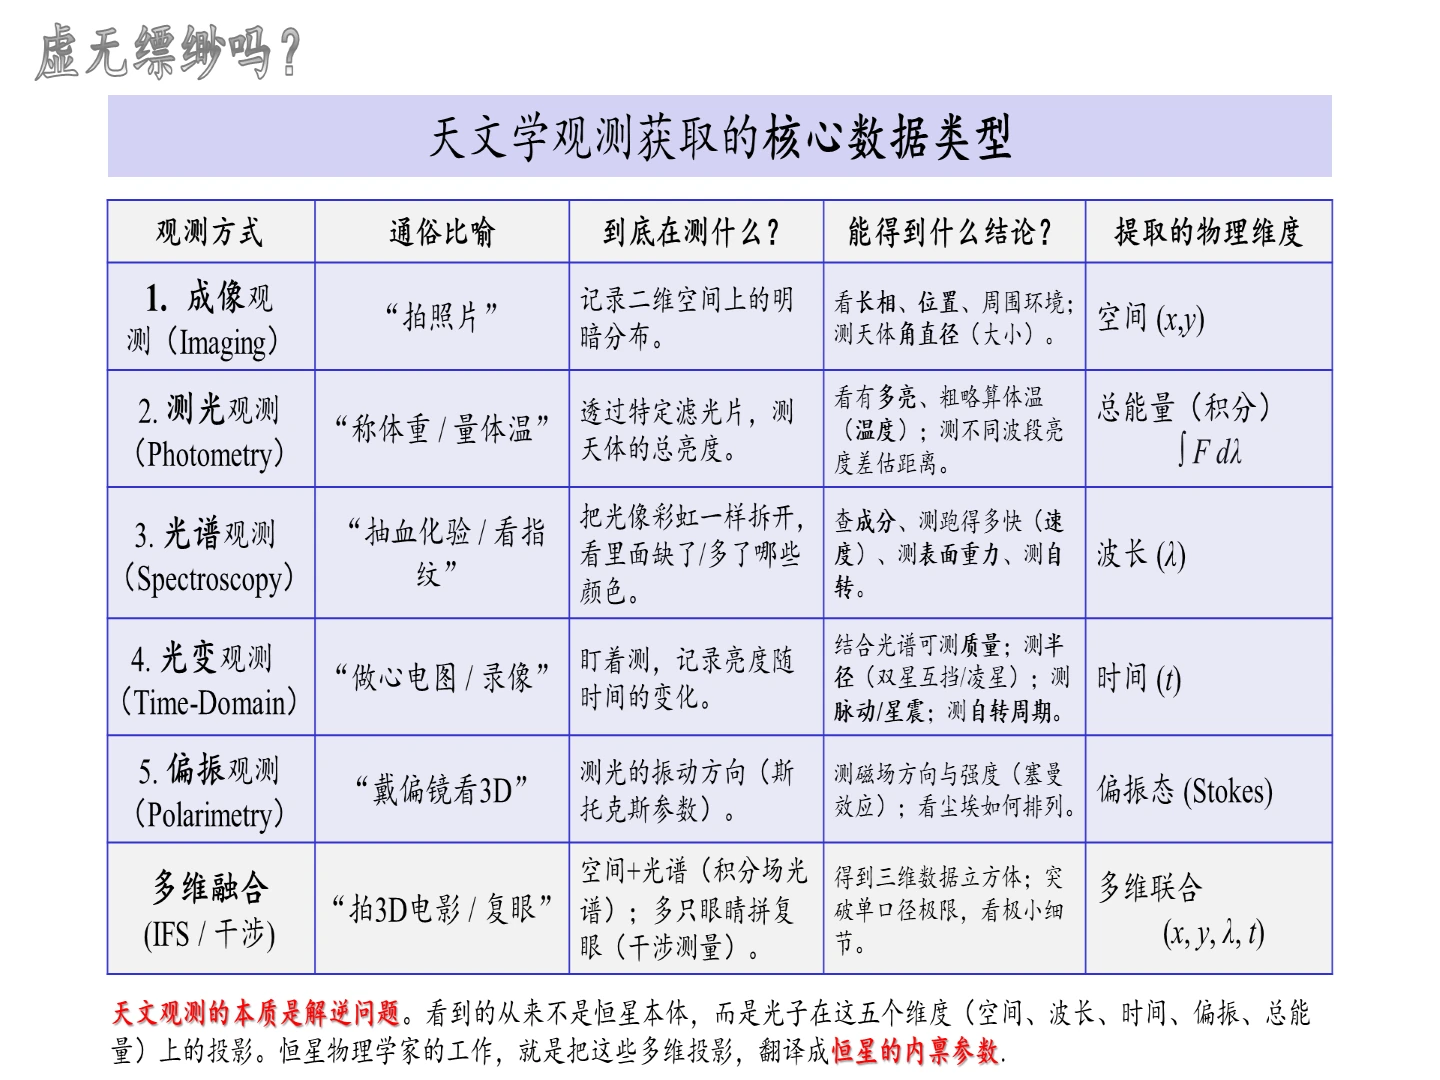 虚无缥缈吗？
天文学观测获取的核心数据类型
观测方式
通俗比喻
到底在测什么？
能得到什么结论？
提取的物理维度
1. 成像观
测（Imaging）
“拍照片”
记录二维空间上的明
暗分布。
看长相、位置、周围环境；
测天体角直径（大小）。
空间 (x,y)
2. 测光观测
（Photometry）
“称体重 / 量体温”
透过特定滤光片，测
天体的总亮度。
看有多亮、粗略算体温
（温度）；测不同波段亮
度差估距离。
总能量（积分）
∫ F dλ
3. 光谱观测
（Spectroscopy）
“抽血化验 / 看指
纹”
把光像彩虹一样拆开，
看里面缺了/多了哪些
颜色。
查成分、测跑得多快（速
度）、测表面重力、测自
转。
波长 (λ)
4. 光变观测
（Time-Domain）
“做心电图 / 录像”
盯着测，记录亮度随
时间的变化。
结合光谱可测质量；测半
径（双星互挡/凌星）；测
脉动/星震；测自转周期。
时间 (t)
5. 偏振观测
（Polarimetry）
“戴偏镜看3D”
测光的振动方向（斯
托克斯参数）。
测磁场方向与强度（塞曼
效应）；看尘埃如何排列。
偏振态 (Stokes)
多维融合
(IFS / 干涉)
“拍3D电影 / 复眼”
空间+光谱（积分场光
谱）；多只眼睛拼复
眼（干涉测量）。
得到三维数据立方体；突
破单口径极限，看极小细
节。
多维联合
(x, y, λ, t)
天文观测的本质是解逆问题。看到的从来不是恒星本体，而是光子在这五个维度（空间、波长、时间、偏振、总能
量）上的投影。恒星物理学家的工作，就是把这些多维投影，翻译成恒星的内禀参数.